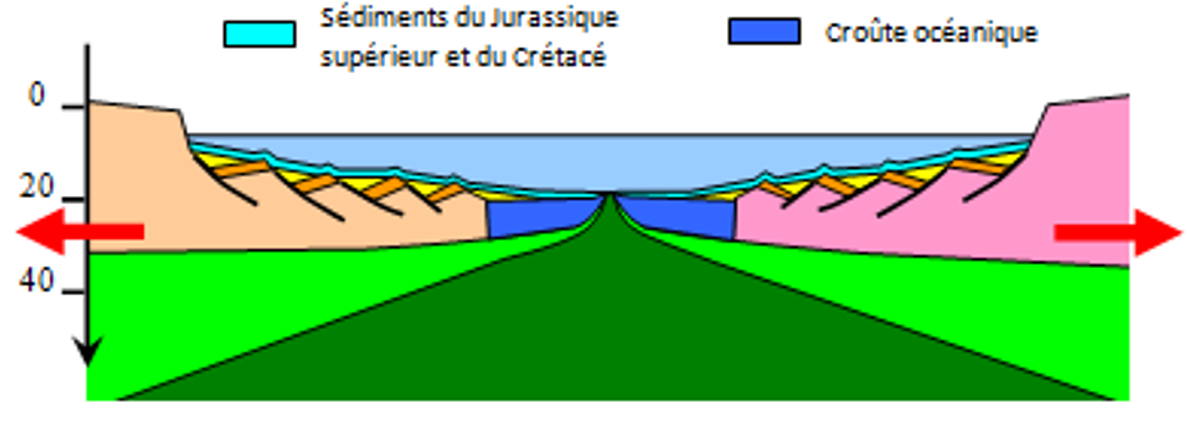 Sédiments du Jurassique
supérieur et du Crétacé
Croûte océanique
0
20
40